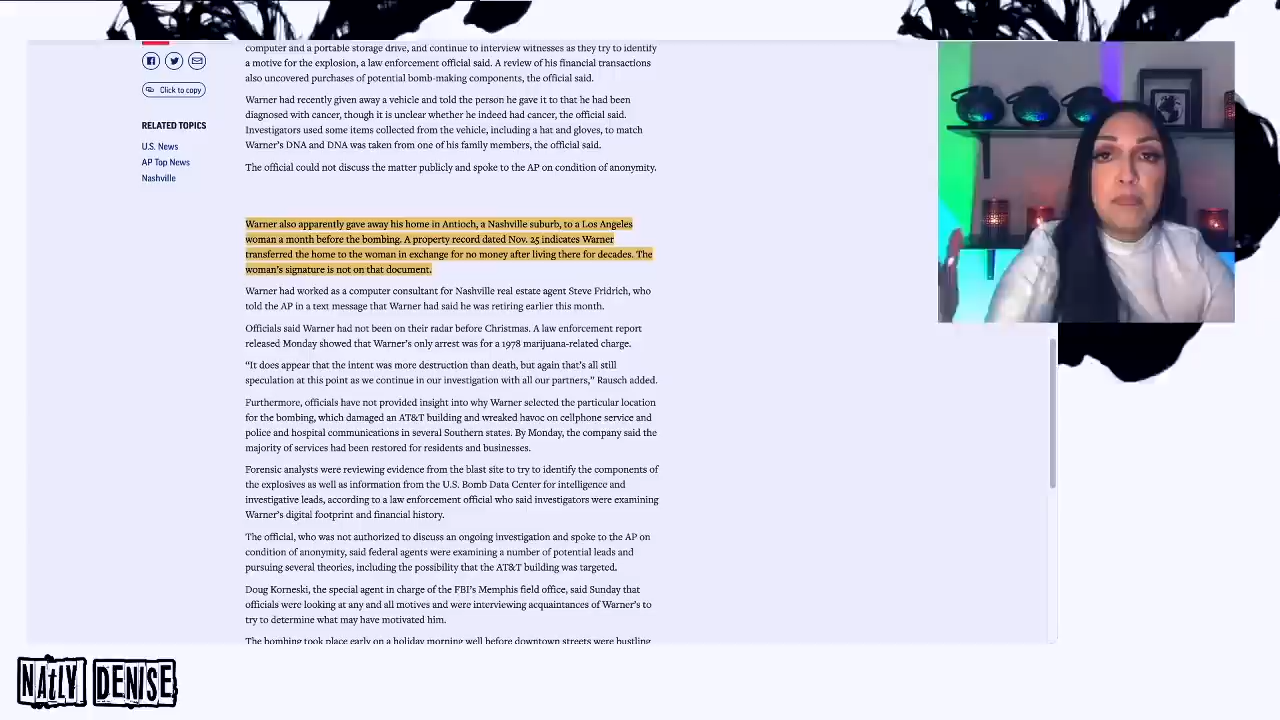 computer and a portable storage drive, and continue to interview witnesses as they try to identify
a motive for the explosion, a law enforcement official said. A review of his financial transactions
also uncovered purchases of potential bomb-making components, the official said.
Click to copy
Warner had recently given away a vehicle and told the person he gave it to that he had been
diagnosed with cancer, though it is unclear whether he indeed had cancer, the official said.
Investigators used some items collected from the vehicle, including a hat and gloves, to match
Warner's DNA and DNA was taken from one of his family members, the official said.
RELATED TOPICS
U.S. News
AP Top News
Nashville
The official could not discuss the matter publicly and spoke to the AP on condition of anonymity.
Warner also apparently gave away his home in Antioch, a Nashville suburb, to a Los Angeles
woman a month before the bombing. A property record dated Nov. 25 indicates Warner
transferred the home to the woman in exchange for no money after living there for decades. The
woman's signature is not on that document.
Warner had worked as a computer consultant for Nashville real estate agent Steve Fridrich, who
told the AP in a text message that Warner had said he was retiring earlier this month.
Officials said Warner had not been on their radar before Christmas. A law enforcement report
released Monday showed that Warner's only arrest was for a 1978 marijuana-related charge.
“It does appear that the intent was more destruction than death, but again that's all still
speculation at this point as we continue in our investigation with all our partners,” Rausch added.
Furthermore, officials have not provided insight into why Warner selected the particular location
for the bombing, which damaged an AT&T building and wreaked havoc on cellphone service and
police and hospital communications in several Southern states. By Monday, the company said the
majority of services had been restored for residents and businesses.
Forensic analysts were reviewing evidence from the blast site to try to identify the components of
the explosives as well as information from the U.S. Bomb Data Center for intelligence and
investigative leads, according to a law enforcement official who said investigators were examining
Warner's digital footprint and financial history.
The official, who was not authorized to discuss an ongoing investigation and spoke to the AP on
condition of anonymity, said federal agents were examining a number of potential leads and
pursuing several theories, including the possibility that the AT&T building was targeted.
Doug Korneski, the special agent in charge of the FBI's Memphis field office, said Sunday that
officials were looking at any and all motives and were interviewing acquaintances of Warner's to
try to determine what may have motivated him.
The bombing took place early on a holiday morning well before downtown streets were bustling
NAtLY DENISE